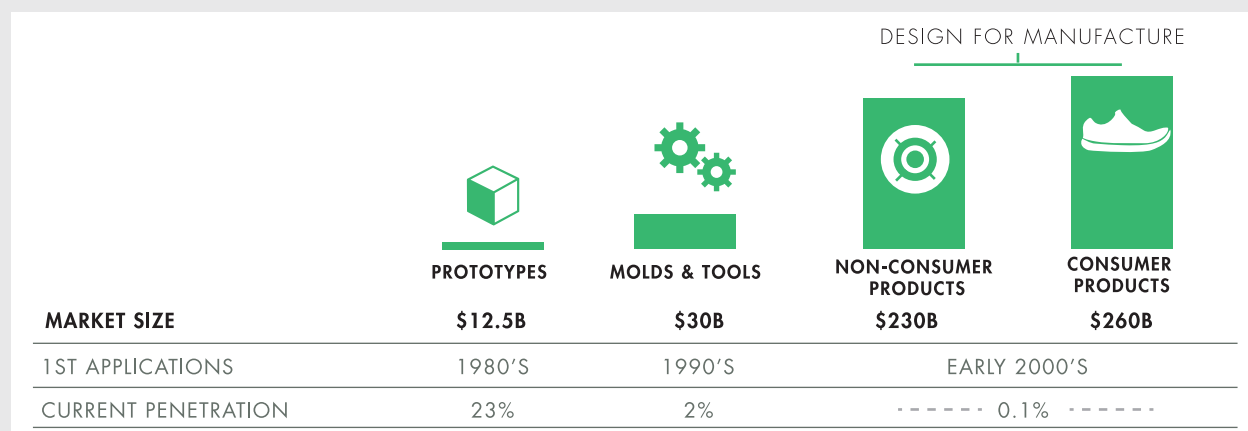 DESIGN FOR MANUFACTURE
PROTOTYPES
MOLDS & TOOLS
NON-CONSUMER
PRODUCTS
CONSUMER
PRODUCTS
MARKET SIZE $12.5B $30B $230B $260B
1ST APPLICATIONS 1980'S 1990'S EARLY 2000'S
CURRENT PENETRATION 23% 2% 0.1%